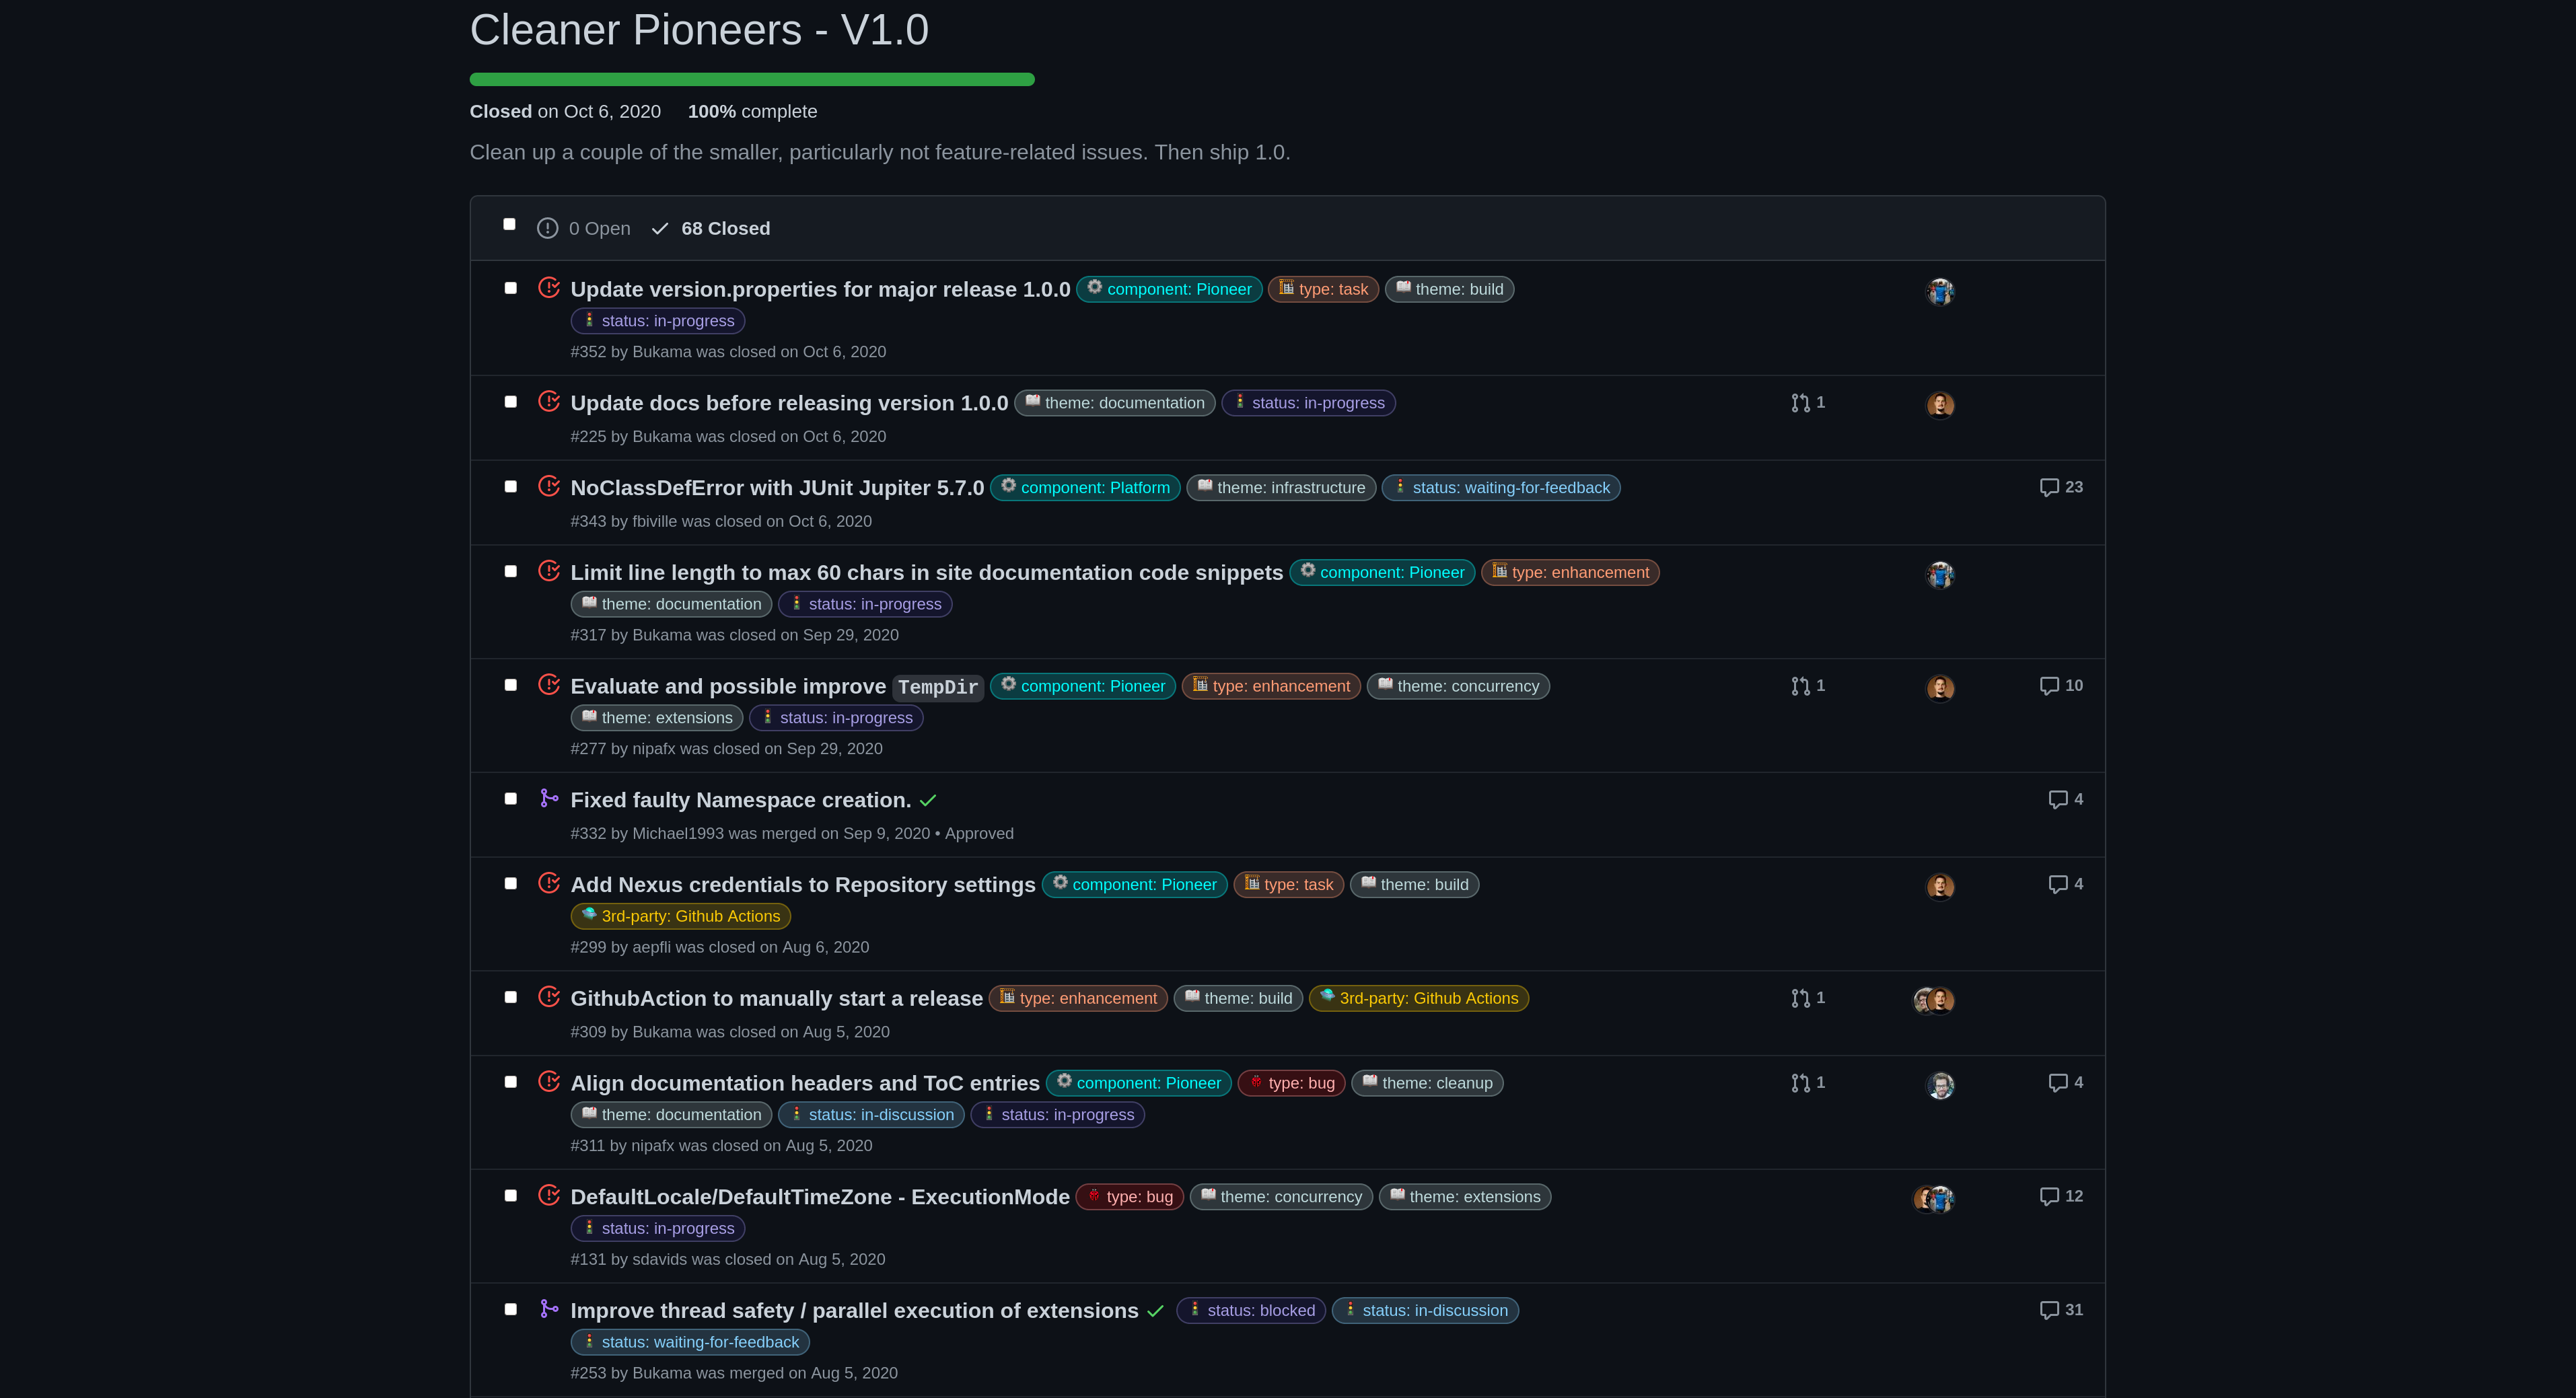 Cleaner Pioneers - V1.0
Closed on Oct 6, 2020 100% complete
Clean up a couple of the smaller, particularly not feature-related issues. Then ship 1.0.
0 Open 68 Closed
Update version.properties for major release 1.0.0 component: Pioneer type: task theme: build
status: in-progress
#352 by Bukama was closed on Oct 6, 2020
Update docs before releasing version 1.0.0 theme: documentation status: in-progress 1
#225 by Bukama was closed on Oct 6, 2020
NoClassDefError with JUnit Jupiter 5.7.0 component: Platform theme: infrastructure status: waiting-for-feedback 23
#343 by fbiville was closed on Oct 6, 2020
Limit line length to max 60 chars in site documentation code snippets component: Pioneer type: enhancement
theme: documentation status: in-progress
#317 by Bukama was closed on Sep 29, 2020
Evaluate and possible improve TempDir component: Pioneer type: enhancement theme: concurrency 1 10
theme: extensions status: in-progress
#277 by nipafx was closed on Sep 29, 2020
Fixed faulty Namespace creation. 4
#332 by Michael1993 was merged on Sep 9, 2020 • Approved
Add Nexus credentials to Repository settings component: Pioneer type: task theme: build 4
3rd-party: Github Actions
#299 by aepfli was closed on Aug 6, 2020
GithubAction to manually start a release type: enhancement theme: build 3rd-party: Github Actions 1
#309 by Bukama was closed on Aug 5, 2020
Align documentation headers and ToC entries component: Pioneer type: bug theme: cleanup 1 4
theme: documentation status: in-discussion status: in-progress
#311 by nipafx was closed on Aug 5, 2020
DefaultLocale/DefaultTimeZone - ExecutionMode type: bug theme: concurrency theme: extensions 12
status: in-progress
#131 by sdavids was closed on Aug 5, 2020
Improve thread safety / parallel execution of extensions status: blocked status: in-discussion 31
status: waiting-for-feedback
#253 by Bukama was merged on Aug 5, 2020